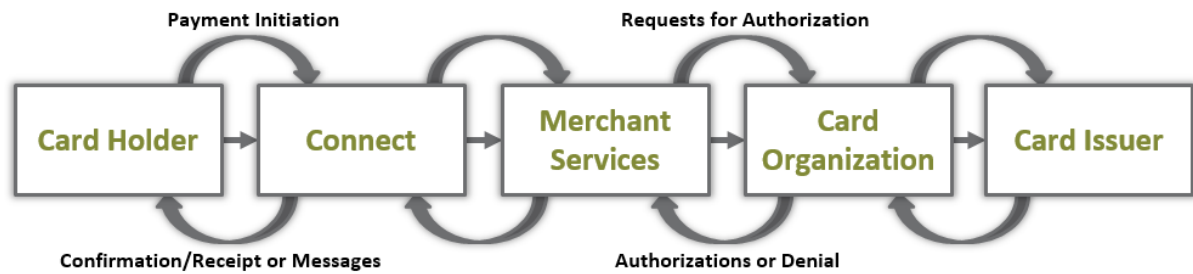 Payment Initiation
Requests for Authorization
Card Holder
Connect
Merchant
Services
Card
Organization
Card Issuer
Confirmation/Receipt or Messages
Authorizations or Denial